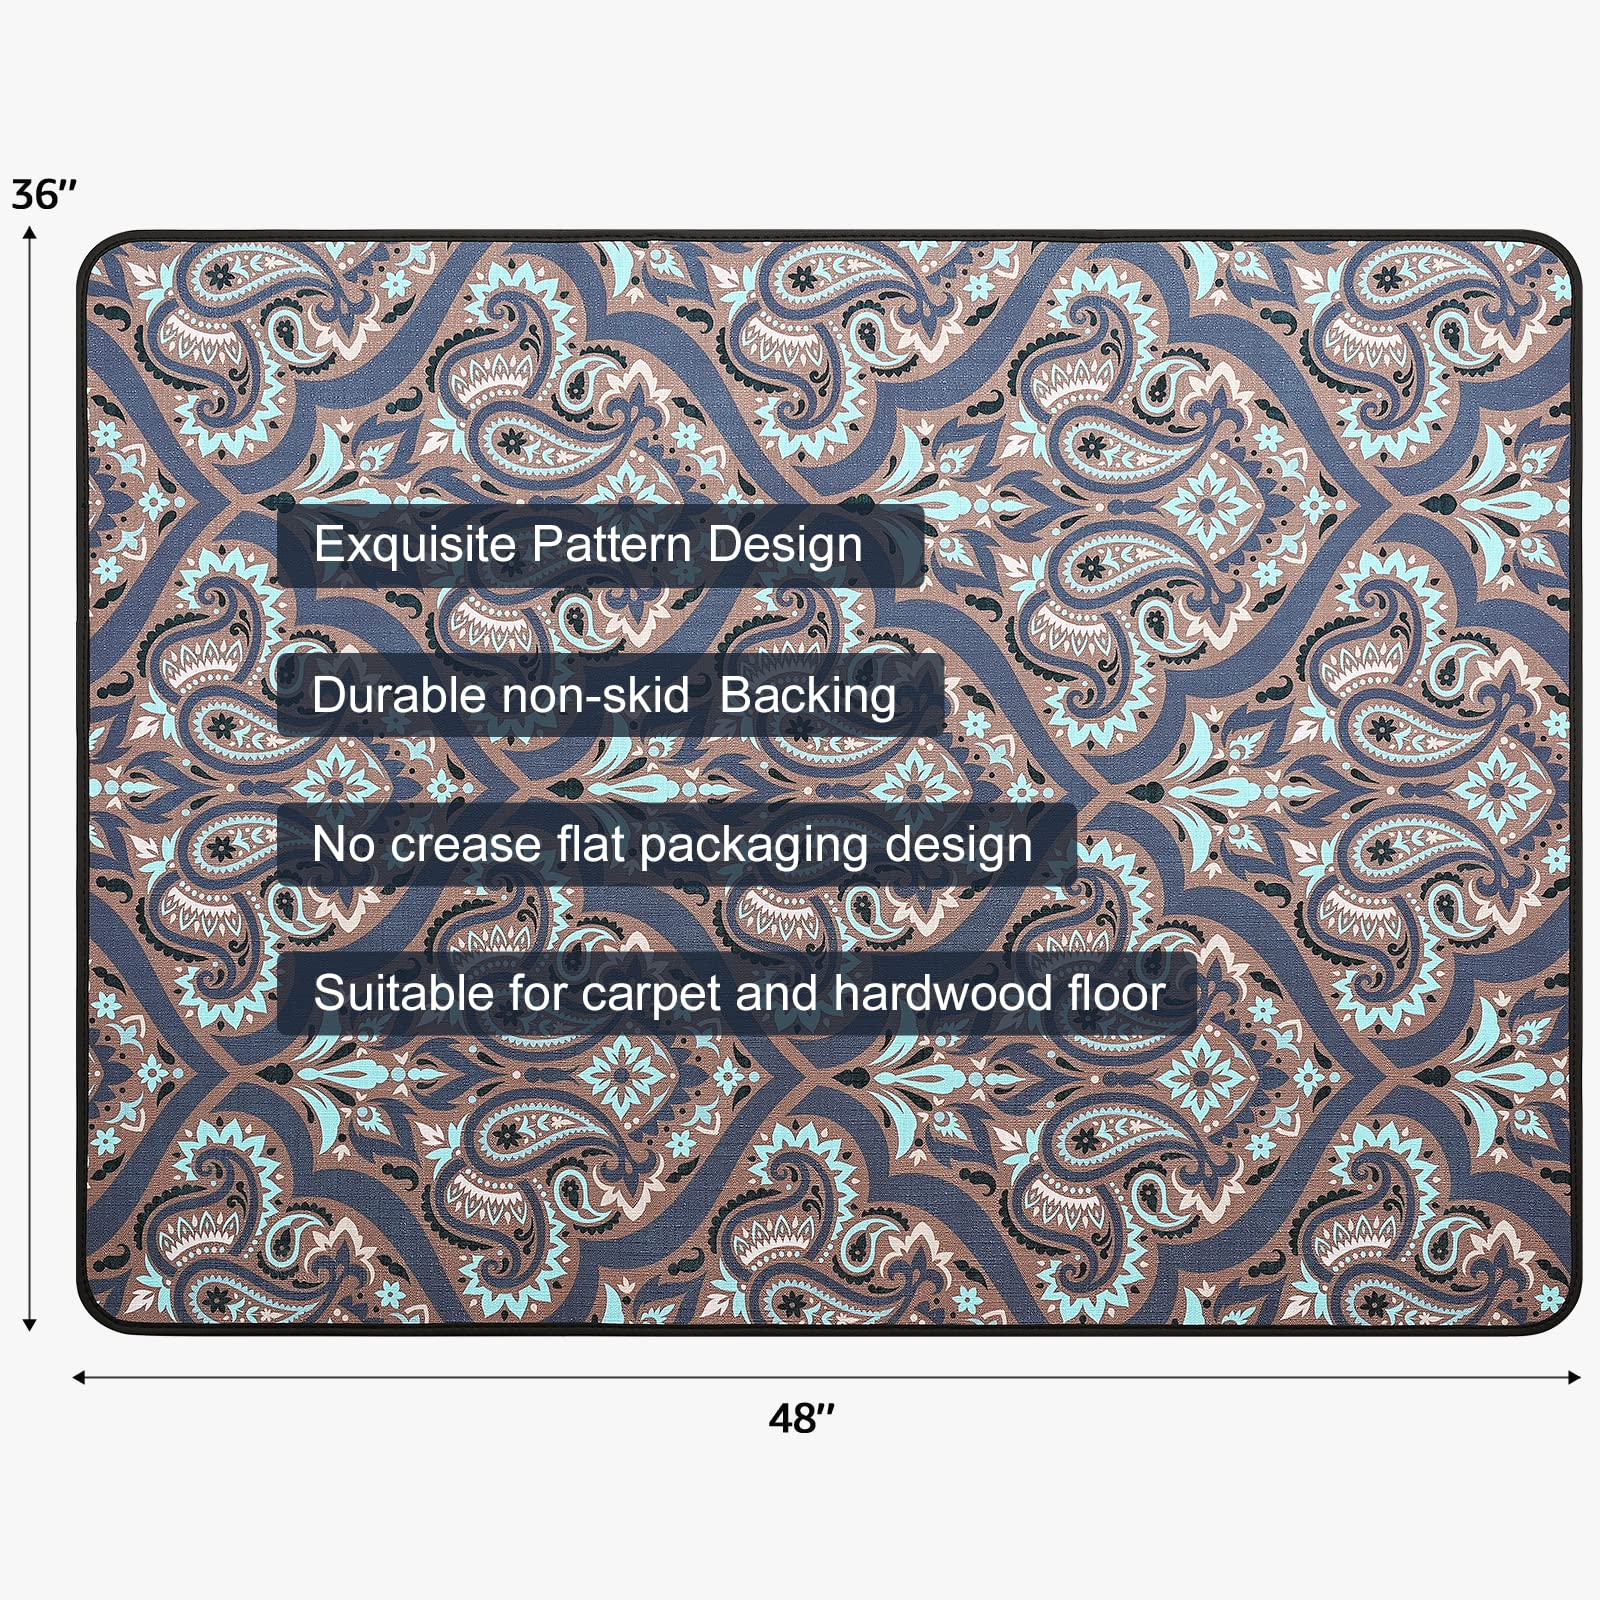 36″
Exquisite Pattern Design
Durable non-skid  Backing
No crease flat packaging design
Suitable for carpet and hardwood floor
48″